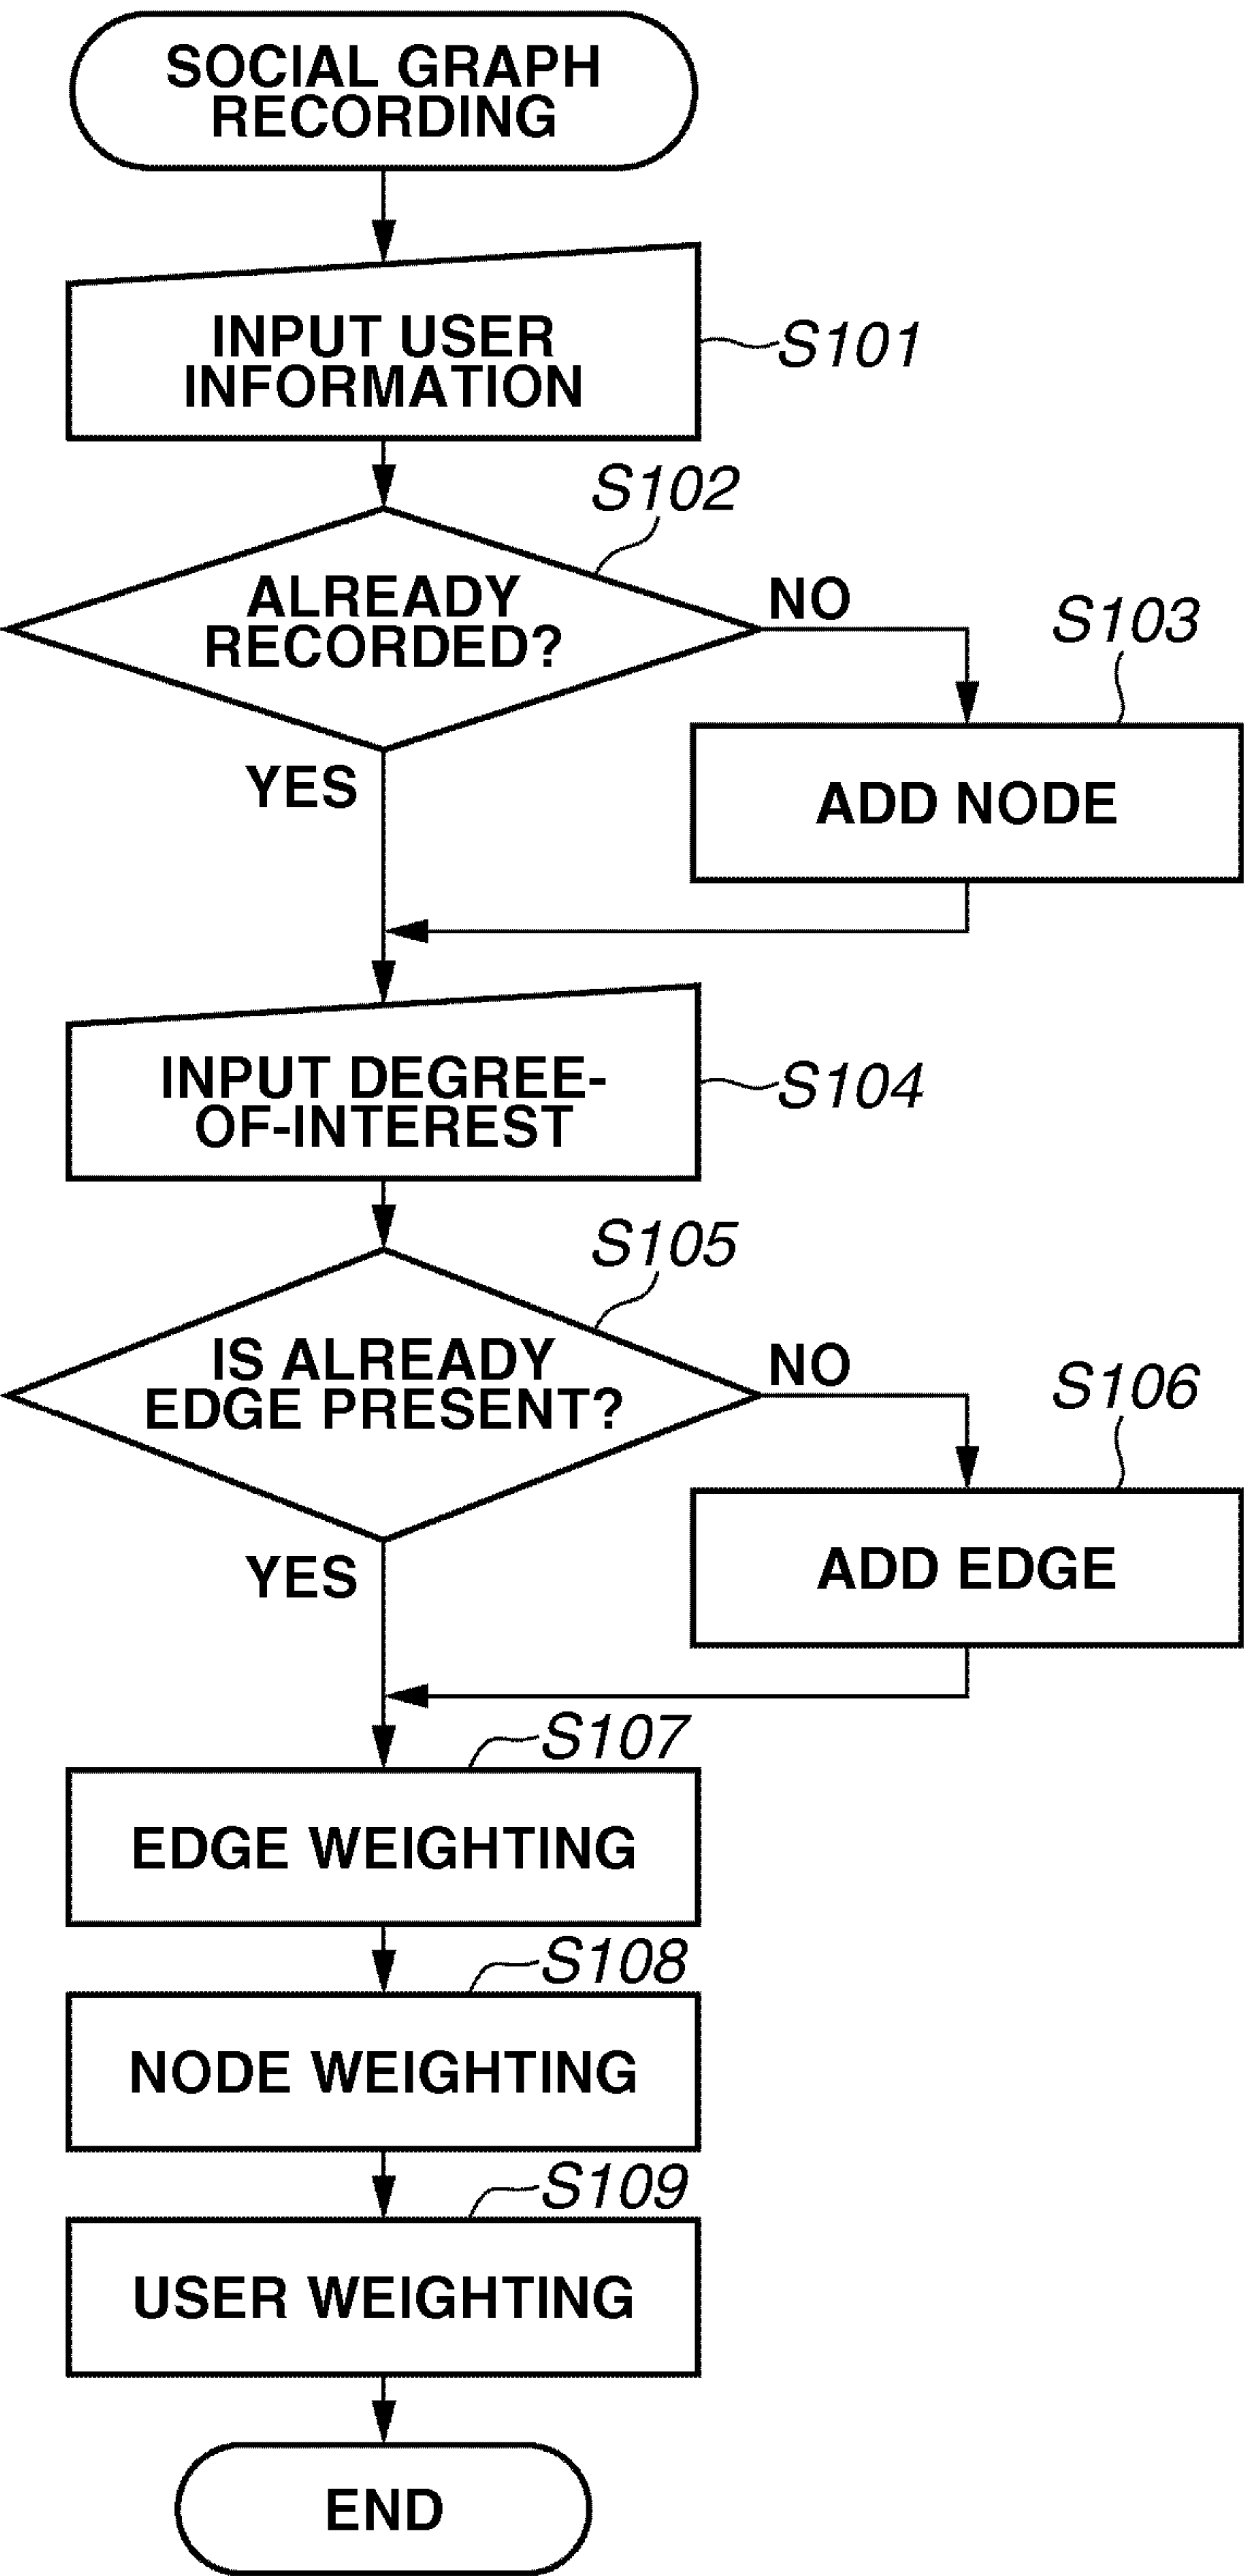 SOCIAL GRAPH
RECORDING
INPUT USER
INFORMATION
S101
S102
ALREADY
RECORDED?
NO
S103
YES
ADD NODE
INPUT DEGREE-
OF-INTEREST
S104
S105
IS ALREADY
EDGE PRESENT?
NO
S106
YES
ADD EDGE
S107
EDGE WEIGHTING
S108
NODE WEIGHTING
S109
USER WEIGHTING
END